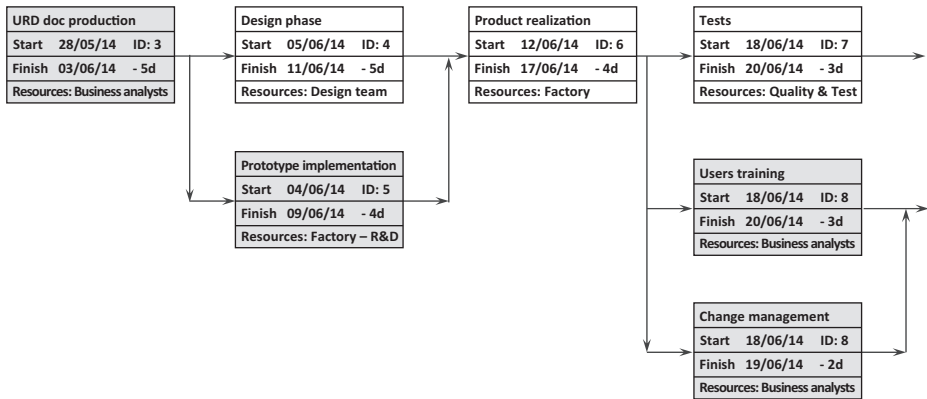 URD doc production
Start 28/05/14 ID: 3
Finish 03/06/14 - 5d
Resources: Business analysts
Design phase
Start 05/06/14 ID: 4
Finish 11/06/14 - 5d
Resources: Design team
Prototype implementation
Start 04/06/14 ID: 5
Finish 09/06/14 - 4d
Resources: Factory – R&D
Product realization
Start 12/06/14 ID: 6
Finish 17/06/14 - 4d
Resources: Factory
Tests
Start 18/06/14 ID: 7
Finish 20/06/14 - 3d
Resources: Quality & Test
Users training
Start 18/06/14 ID: 8
Finish 20/06/14 - 3d
Resources: Business analysts
Change management
Start 18/06/14 ID: 8
Finish 19/06/14 - 2d
Resources: Business analysts